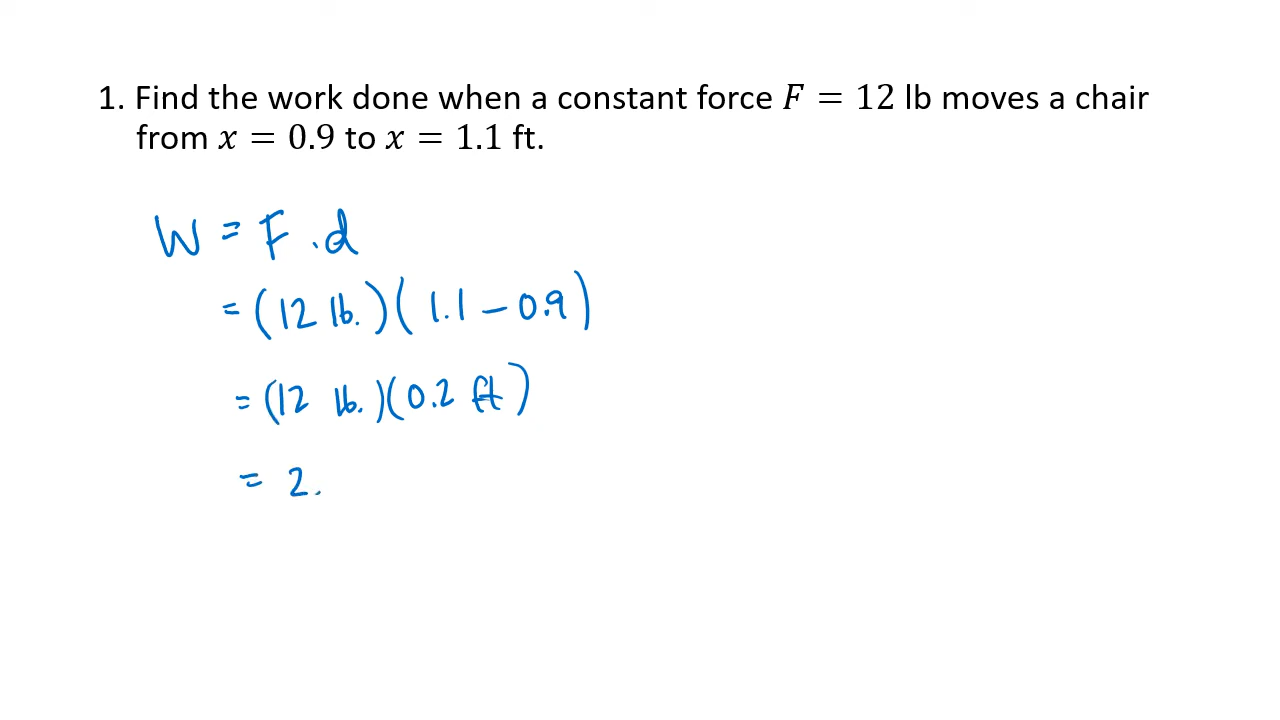 1. Find the work done when a constant force F = 12 lb moves a chair
from x = 0.9 to x = 1.1 ft.
W = F . d
= (12 lb.) (1.1 − 0.9)
= (12 lb.)(0.2 ft)
= 2.